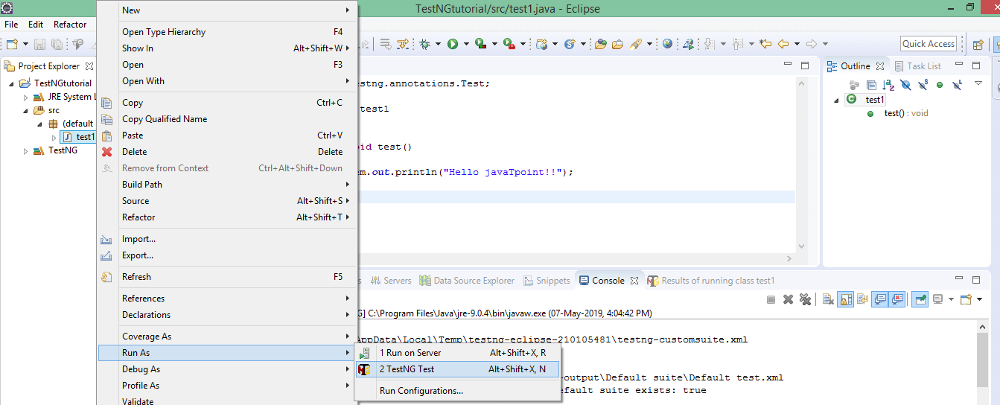 TestNGtutorial/src/test1.java - Eclipse
File Edit Refactor
Quick Access
Project Explorer
TestNGtutorial
JRE System L
src
(default
test1
TestNG
New
Open Type Hierarchy F4
Show In Alt+Shift+W
Open F3
Open With
Copy Ctrl+C
Copy Qualified Name
Paste Ctrl+V
Delete Delete
Remove from Context Ctrl+Alt+Shift+Down
Build Path
Source Alt+Shift+S
Refactor Alt+Shift+T
Import...
Export...
Refresh F5
References
Declarations
Coverage As
Run As
Debug As
Profile As
Validate
1 Run on Server Alt+Shift+X, R
2 TestNG Test Alt+Shift+X, N
Run Configurations...
stng.annotations.Test;
test1
id test()
em.out.println("Hello javaTpoint!!");
Outline Task List
test1
test() : void
s Servers Data Source Explorer Snippets Console Results of running class test1
G] C:\Program Files\Java\jre-9.0.4\bin\javaw.exe (07-May-2019, 4:04:42 PM)
AppData\Local\Temp\testng-eclipse-210105481\testng-customsuite.xml
-output\Default suite\Default test.xml
efault suite exists: true